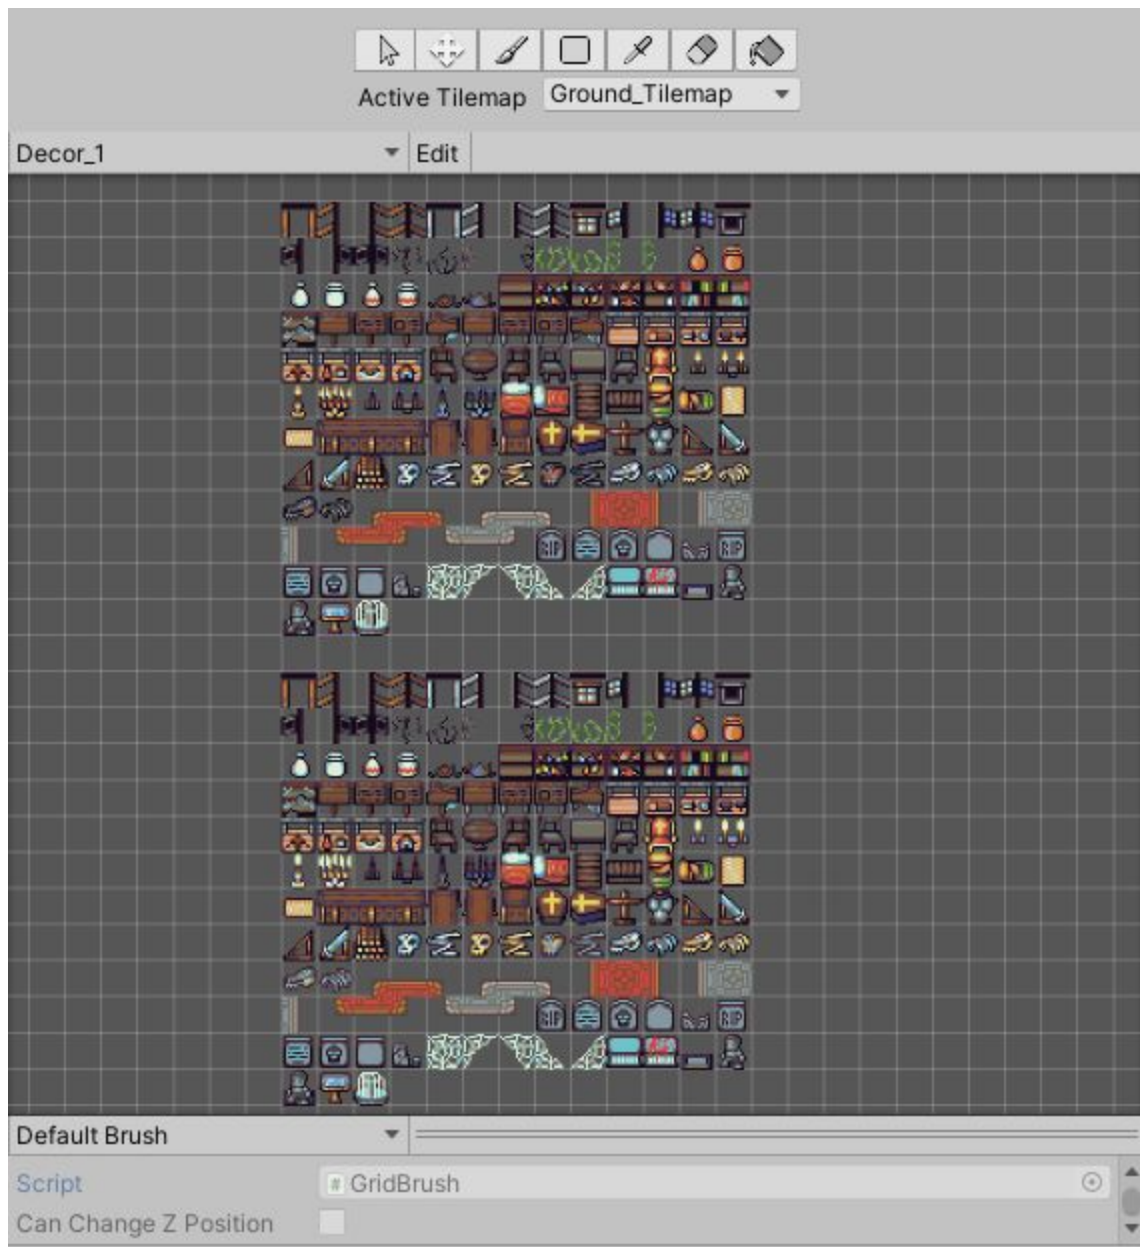 Active Tilemap
Ground_Tilemap
Decor_1
Edit
RIP
RIP
RIP
RIP
Default Brush
Script
# GridBrush
Can Change Z Position